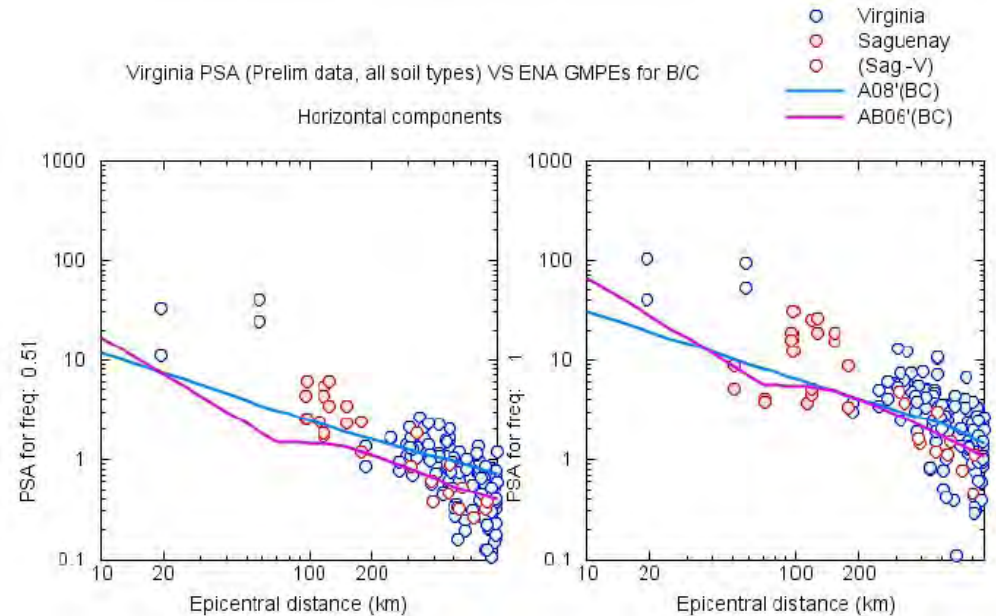 Virginia
Saguenay
(Sag.-V)
A08'(BC)
AB06'(BC)
Virginia PSA (Prelim data, all soil types) VS ENA GMPEs for B/C
Horizontal components
1000
100
10
1
0.1
10
20
100
200
PSA for freq: 0.51
Epicentral distance (km)
1000
100
10
1
0.1
10
20
100
200
PSA for freq: 1
Epicentral distance (km)